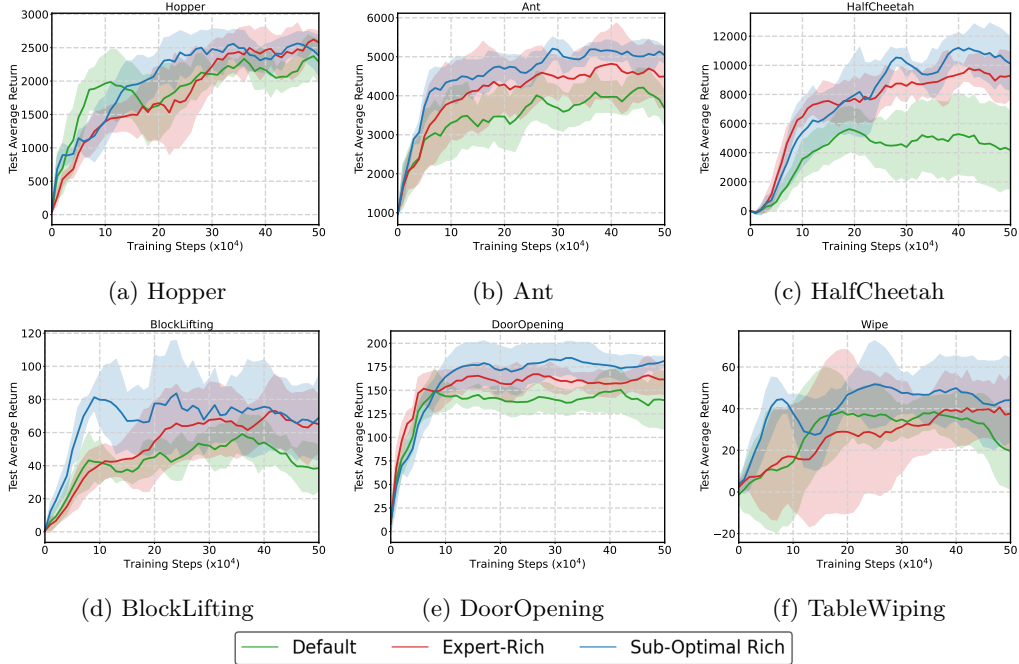 Hopper
Ant
HalfCheetah
Test Average Return
3000
2500
2000
1500
1000
500
0
0 10 20 30 40 50
Training Steps (x10⁴)
Test Average Return
6000
5000
4000
3000
2000
1000
0 10 20 30 40 50
Training Steps (x10⁴)
Test Average Return
12000
10000
8000
6000
4000
2000
0
0 10 20 30 40 50
Training Steps (x10⁴)
(a) Hopper
(b) Ant
(c) HalfCheetah
BlockLifting
DoorOpening
Wipe
Test Average Return
120
100
80
60
40
20
0
0 10 20 30 40 50
Training Steps (x10⁴)
Test Average Return
200
175
150
125
100
75
50
25
0
0 10 20 30 40 50
Training Steps (x10⁴)
Test Average Return
60
40
20
0
−20
0 10 20 30 40 50
Training Steps (x10⁴)
(d) BlockLifting
(e) DoorOpening
(f) TableWiping
Default
Expert-Rich
Sub-Optimal Rich